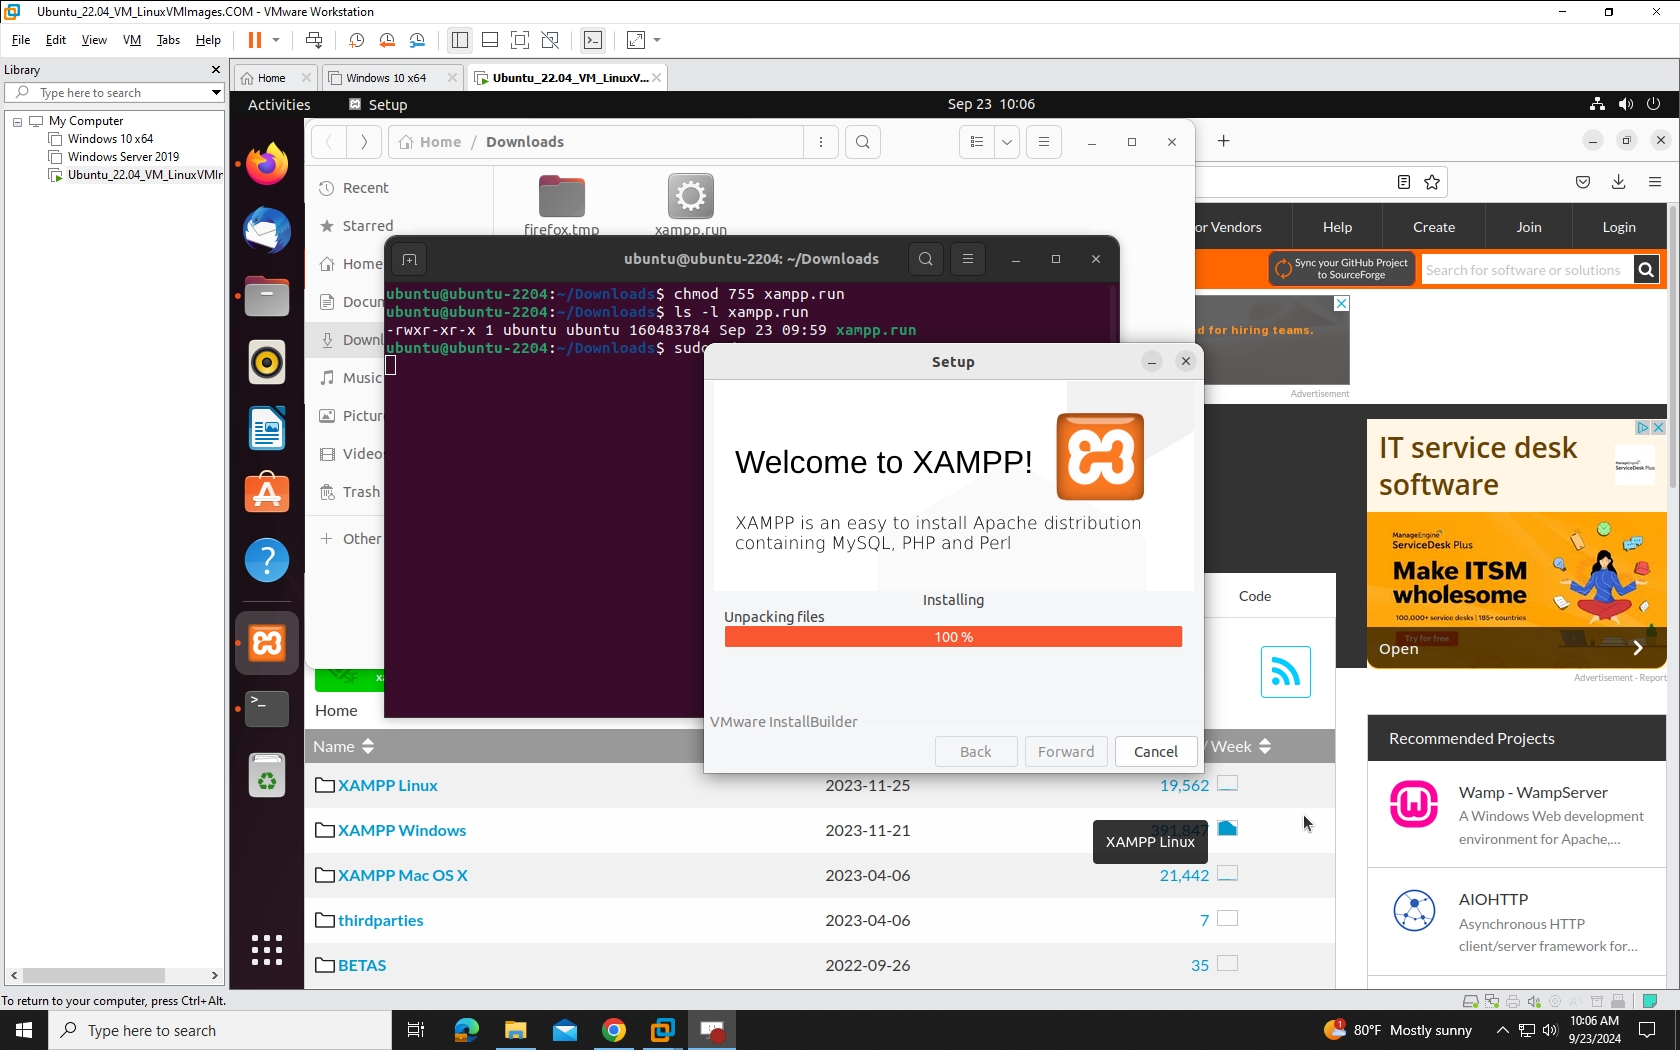 Ubuntu_22.04_VM_LinuxVMImages.COM - VMware Workstation
File Edit View VM Tabs Help
Library
Type here to search
My Computer
Windows 10 x64
Windows Server 2019
Ubuntu_22.04_VM_LinuxVMIr
Home
Windows 10 x64
Ubuntu_22.04_VM_LinuxV...
Activities
Setup
Sep 23 10:06
Home / Downloads
Recent
Starred
Home
Docun
Downl
Music
Pictur
Video
Trash
Other
firefox.tmp
xampp.run
ubuntu@ubuntu-2204: ~/Downloads
ubuntu@ubuntu-2204:~/Downloads$ chmod 755 xampp.run
ubuntu@ubuntu-2204:~/Downloads$ ls -l xampp.run
-rwxr-xr-x 1 ubuntu ubuntu 160483784 Sep 23 09:59 xampp.run
ubuntu@ubuntu-2204:~/Downloads$ sudo
Setup
Welcome to XAMPP!
XAMPP is an easy to install Apache distribution
containing MySQL, PHP and Perl
Installing
Unpacking files
100 %
VMware InstallBuilder
Back
Forward
Cancel
or Vendors
Help
Create
Join
Login
Sync your GitHub Project
to SourceForge
Search for software or solutions
d for hiring teams.
Advertisement
IT service desk
software
ManageEngine
ServiceDesk Plus
ManageEngine
ServiceDesk Plus
Make ITSM
wholesome
100,000+ service desks | 185+ countries
Try for free
Open
Advertisement - Report
Code
Home
Name
/ Week
XAMPP Linux 2023-11-25 19,562
XAMPP Windows 2023-11-21 391,847
XAMPP Linux
XAMPP Mac OS X 2023-04-06 21,442
thirdparties 2023-04-06 7
BETAS 2022-09-26 35
Recommended Projects
Wamp - WampServer
A Windows Web development
environment for Apache,...
AIOHTTP
Asynchronous HTTP
client/server framework for...
To return to your computer, press Ctrl+Alt.
Type here to search
80°F Mostly sunny
10:06 AM
9/23/2024